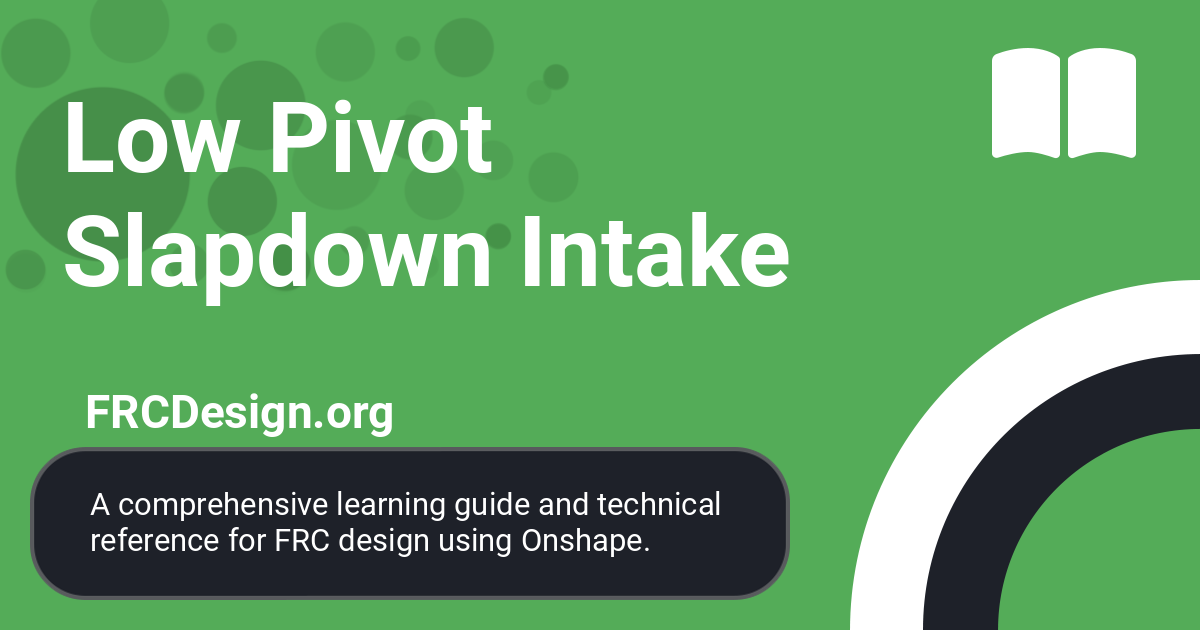 Low Pivot
Slapdown Intake
FRCDesign.org
A comprehensive learning guide and technical
reference for FRC design using Onshape.